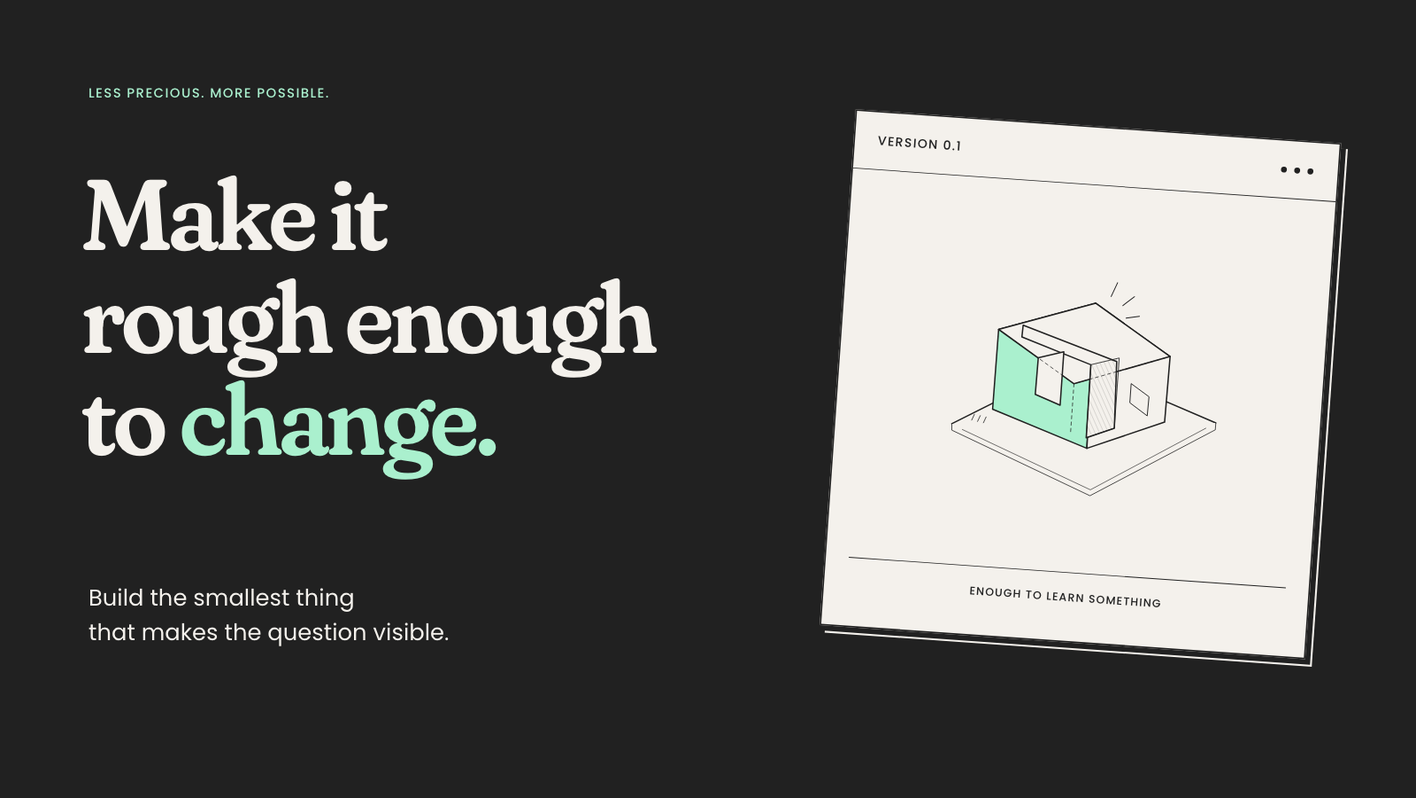 LESS PRECIOUS. MORE POSSIBLE.
Make it
rough enough
to change.
Build the smallest thing
that makes the question visible.
VERSION 0.1
ENOUGH TO LEARN SOMETHING